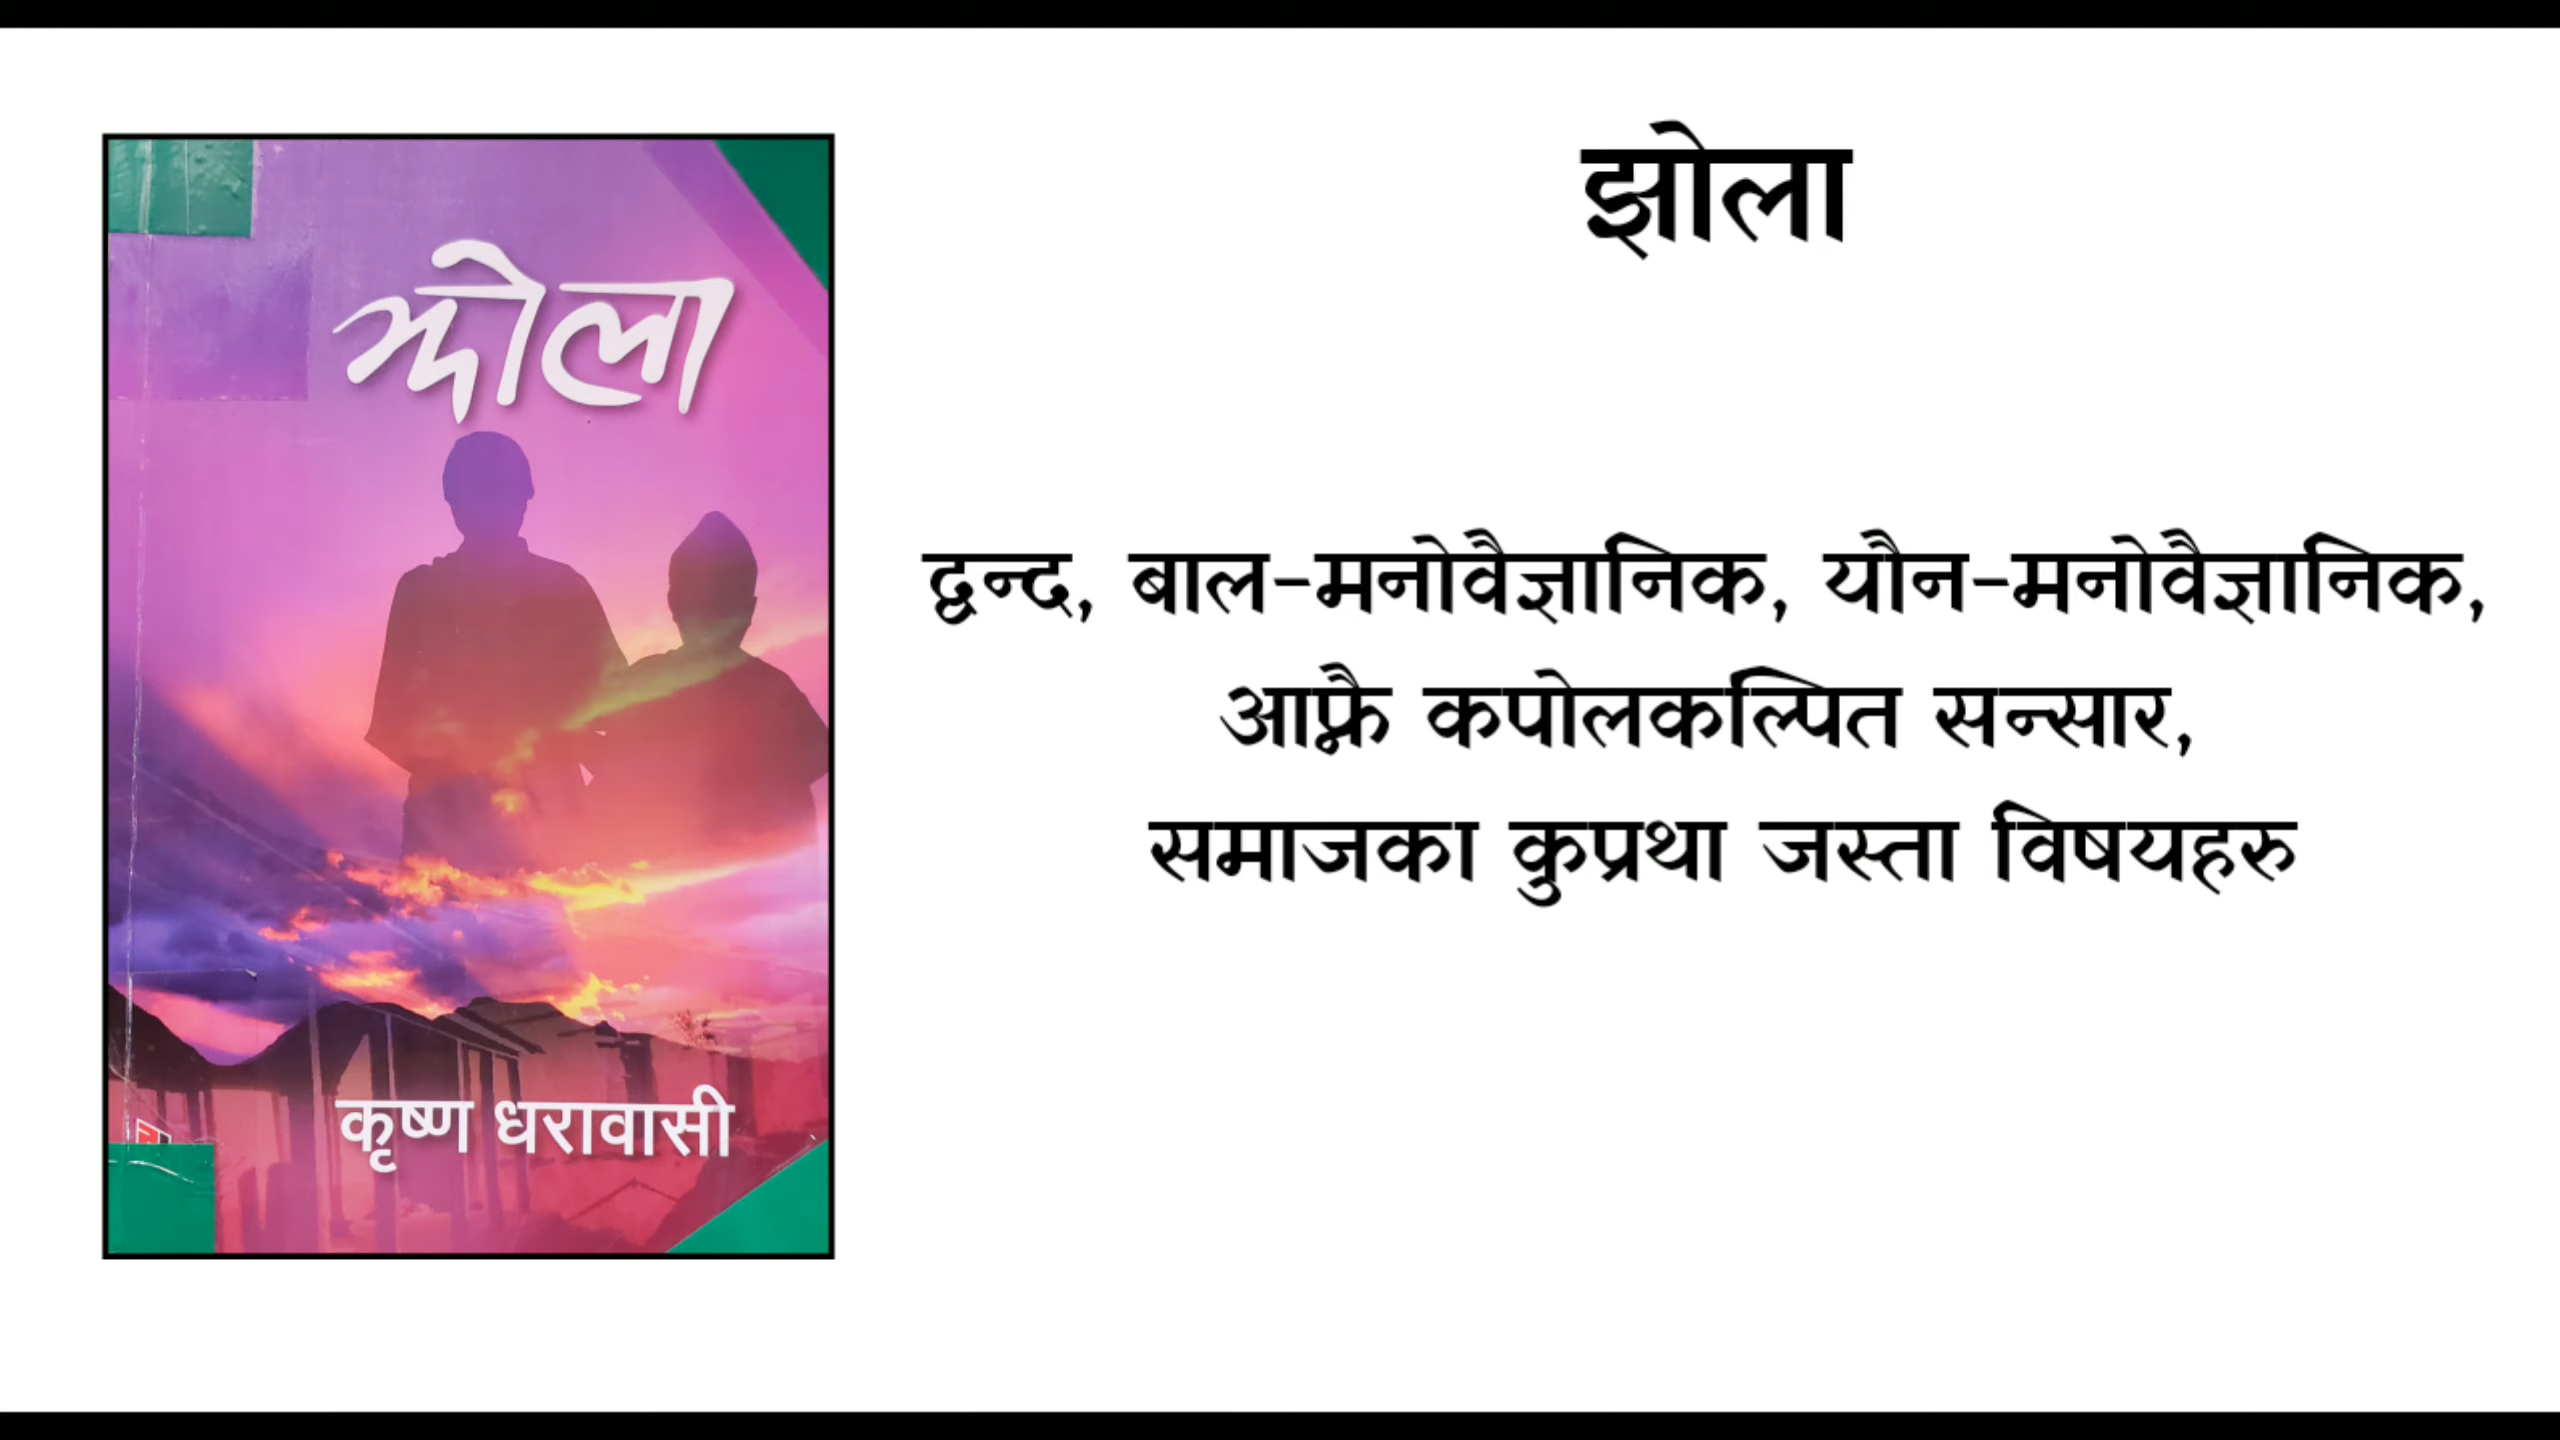 झोला
कृष्ण धरावासी
झोला
द्वन्द, बाल-मनोवैज्ञानिक, यौन-मनोवैज्ञानिक,
आफ्नै कपोलकल्पित सन्सार,
समाजका कुप्रथा जस्ता विषयहरु